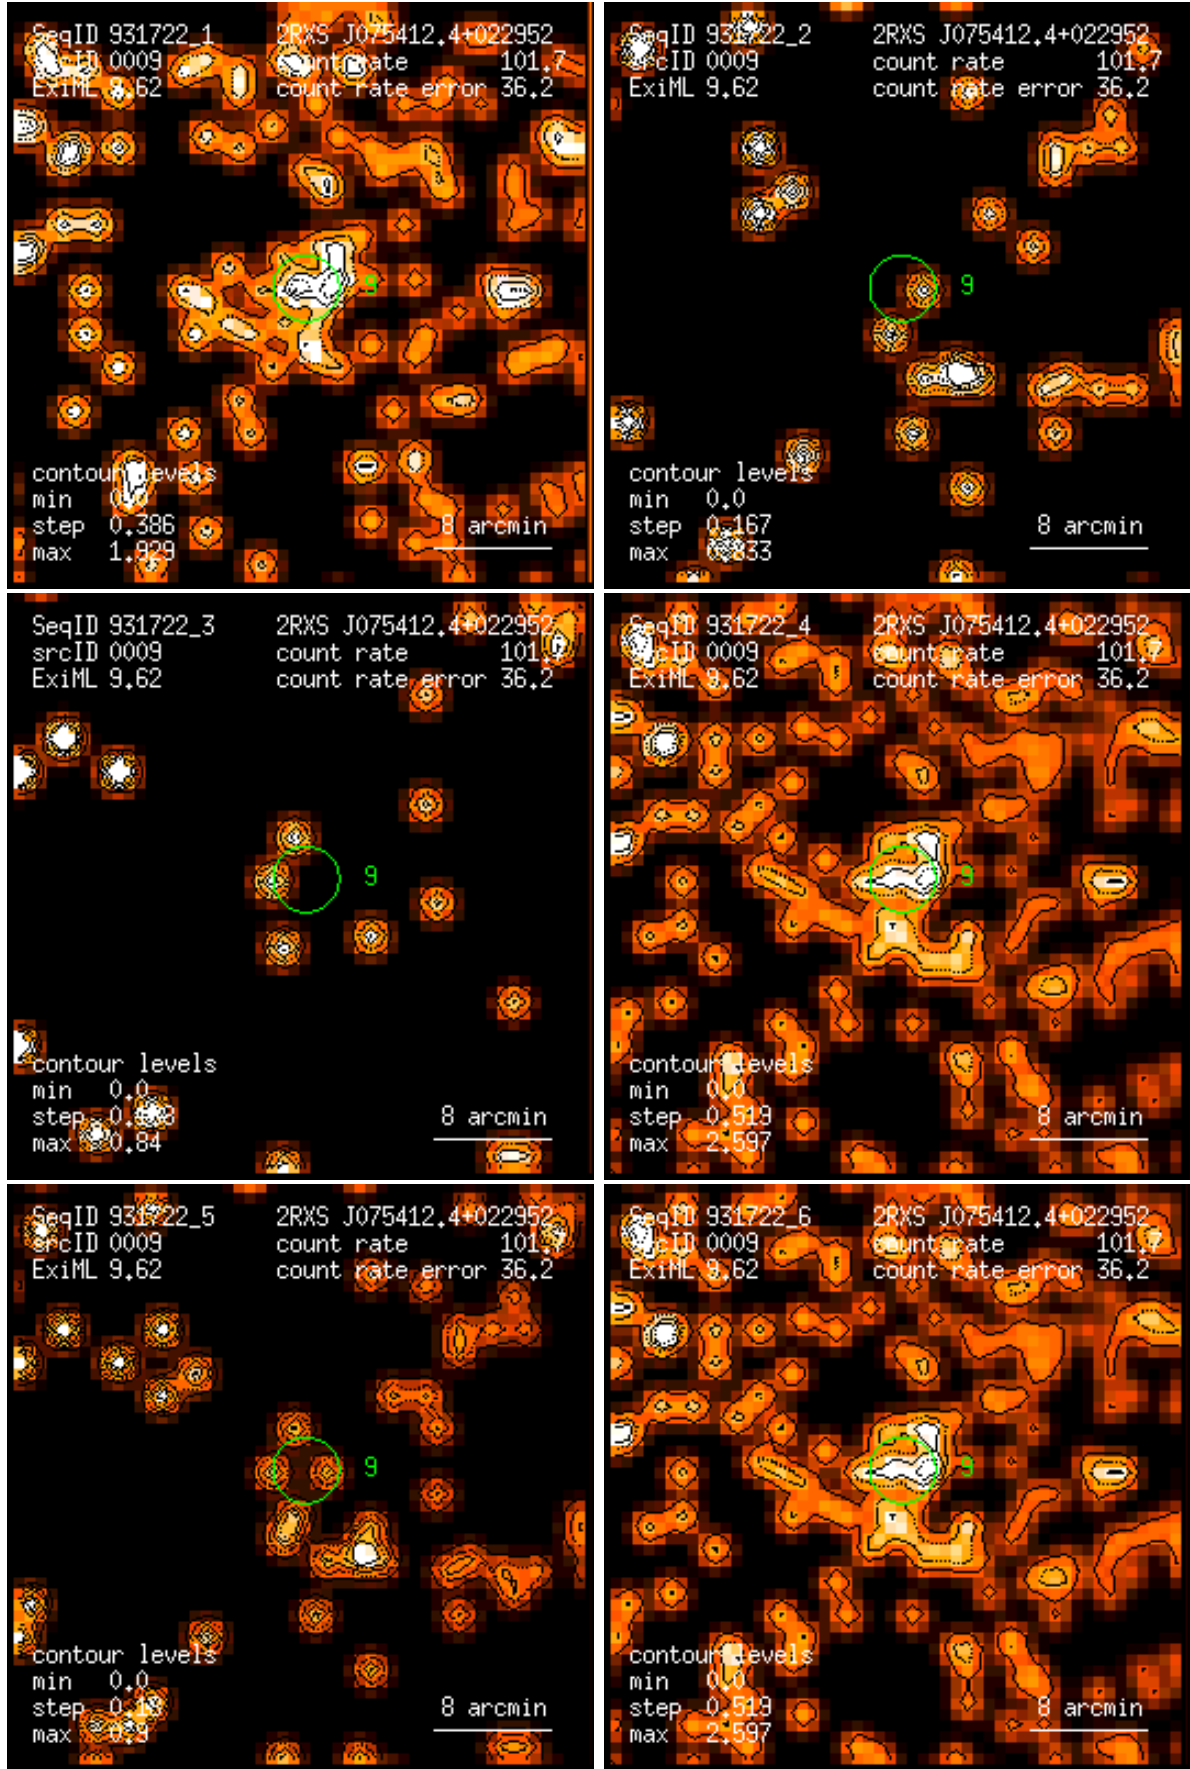 SeqID 931722_1 2RXS J075412.4+022952
srcID 0009 count rate 101.7
ExiML 9.62 count rate error 36.2
9
contour levels
min 0.0
step 0.386 8 arcmin
max 1.929
SeqID 931722_2 2RXS J075412.4+022952
srcID 0009 count rate 101.7
ExiML 9.62 count rate error 36.2
9
contour levels
min 0.0
step 0.167 8 arcmin
max 0.833
SeqID 931722_3 2RXS J075412.4+022952
srcID 0009 count rate 101.7
ExiML 9.62 count rate error 36.2
9
contour levels
min 0.0
step 8 arcmin
max 0.84
SeqID 931722_4 2RXS J075412.4+022952
srcID 0009 count rate 101.7
ExiML 9.62 count rate error 36.2
9
contour levels
min 0.0
step 0.519 8 arcmin
max 2.597
SeqID 931722_5 2RXS J075412.4+022952
srcID 0009 count rate 101.7
ExiML 9.62 count rate error 36.2
9
contour levels
min 0.0
step 0.18 8 arcmin
max 0.9
SeqID 931722_6 2RXS J075412.4+022952
srcID 0009 count rate 101.7
ExiML 9.62 count rate error 36.2
9
contour levels
min 0.0
step 0.519 8 arcmin
max 2.597